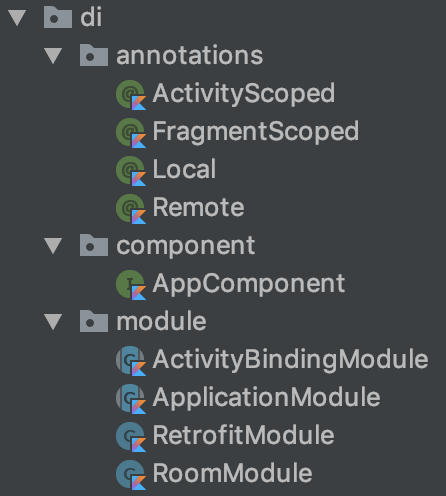 di
annotations
ActivityScoped
FragmentScoped
Local
Remote
component
AppComponent
module
ActivityBindingModule
ApplicationModule
RetrofitModule
RoomModule